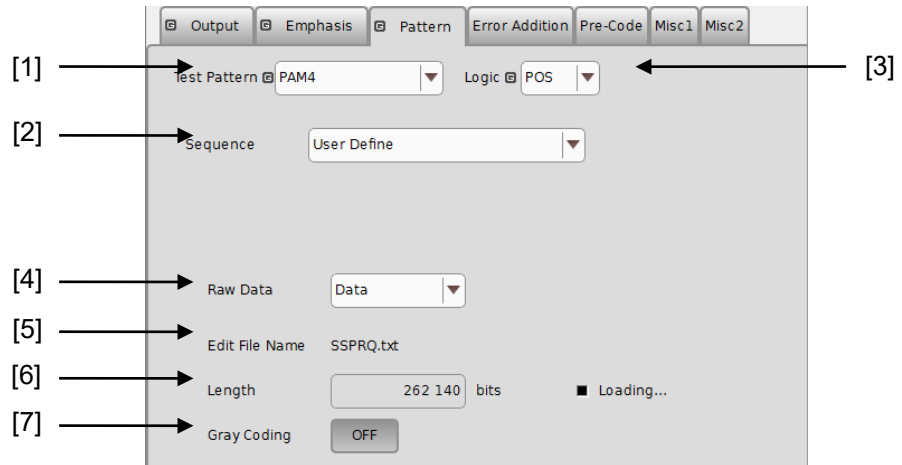 Output Emphasis Pattern Error Addition Pre-Code Misc1 Misc2
[1] Test Pattern PAM4 Logic POS [3]
[2] Sequence User Define
[4] Raw Data Data
[5] Edit File Name SSPRQ.txt
[6] Length 262 140 bits Loading...
[7] Gray Coding OFF